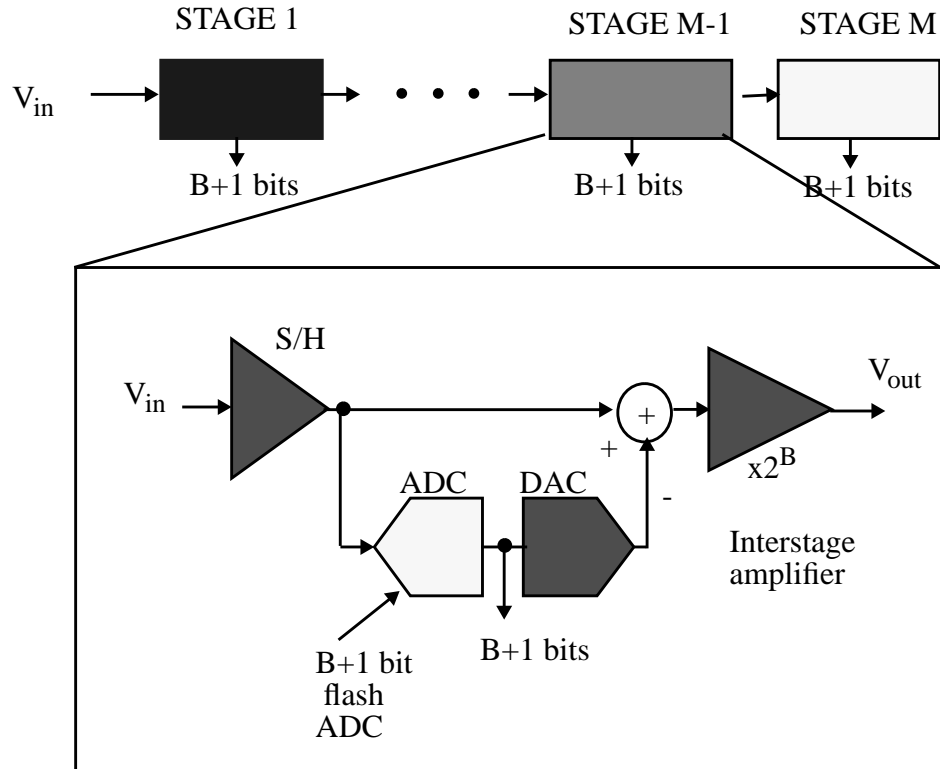 STAGE 1
STAGE M-1
STAGE M
V_in
B+1 bits
B+1 bits
B+1 bits
S/H
V_in
+
+
-
V_out
x2^B
ADC
DAC
Interstage
amplifier
B+1 bits
B+1 bit
flash
ADC